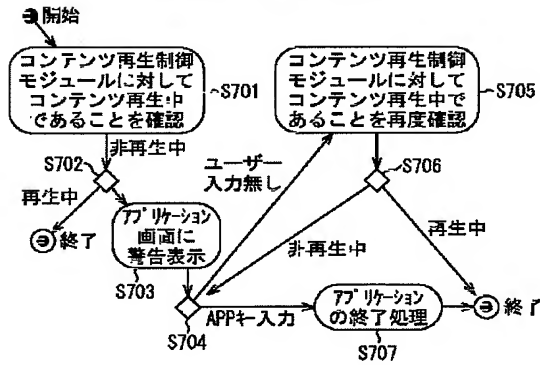 開始
コンテンツ再生制御
モジュールに対して
コンテンツ再生中
であることを確認
S701
コンテンツ再生制御
モジュールに対して
コンテンツ再生中で
あることを再度確認
S705
S702
非再生中
再生中
終了
ユーザー
入力無し
S706
アプリケーション
画面に
警告表示
S703
非再生中
再生中
S704
APPキー入力
アプリケーション
の終了処理
S707
終了